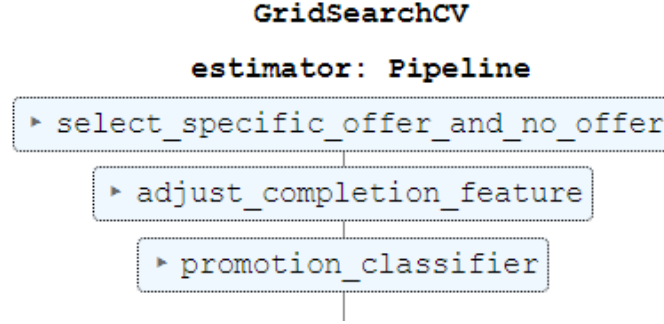 GridSearchCV
estimator: Pipeline
select_specific_offer_and_no_offer
adjust_completion_feature
promotion_classifier